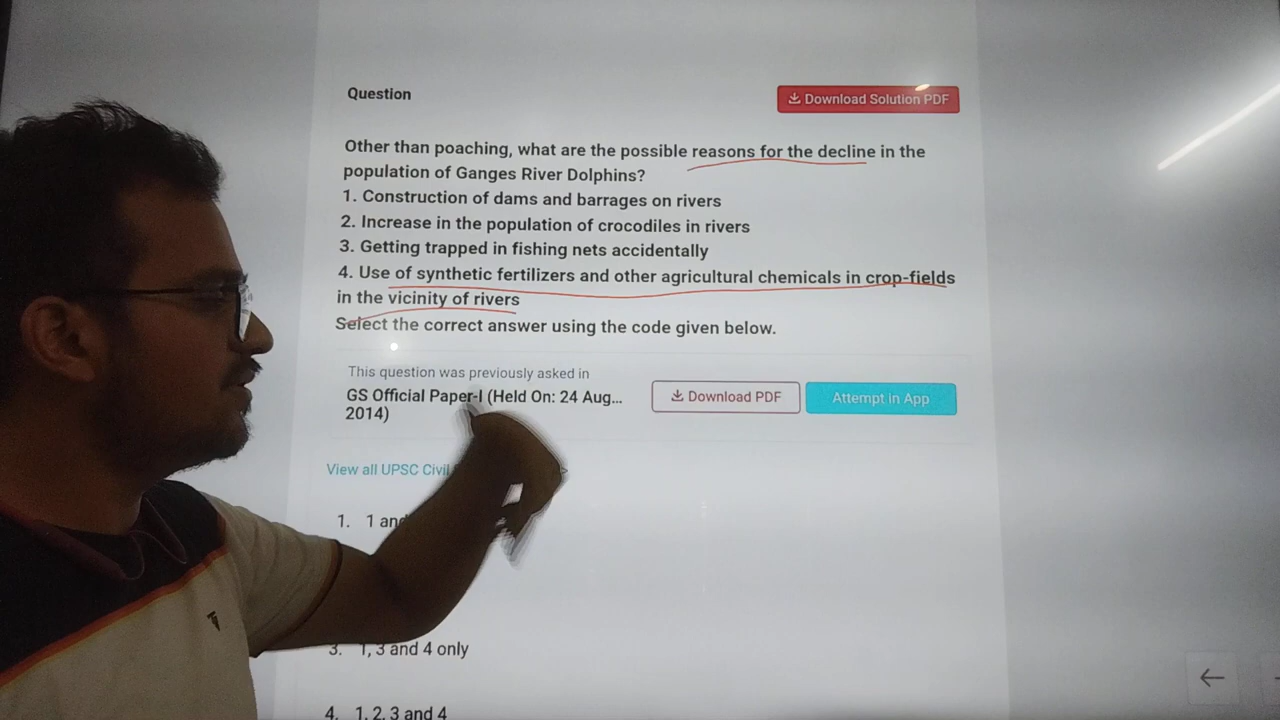 Question
Download Solution PDF
Other than poaching, what are the possible reasons for the decline in the
population of Ganges River Dolphins?
1. Construction of dams and barrages on rivers
2. Increase in the population of crocodiles in rivers
3. Getting trapped in fishing nets accidentally
4. Use of synthetic fertilizers and other agricultural chemicals in crop-fields
in the vicinity of rivers
Select the correct answer using the code given below.
This question was previously asked in
GS Official Paper-I (Held On: 24 Aug...
2014)
Download PDF
Attempt in App
View all UPSC Civil
1. 1 and
3. 1, 3 and 4 only
4. 1, 2, 3 and 4